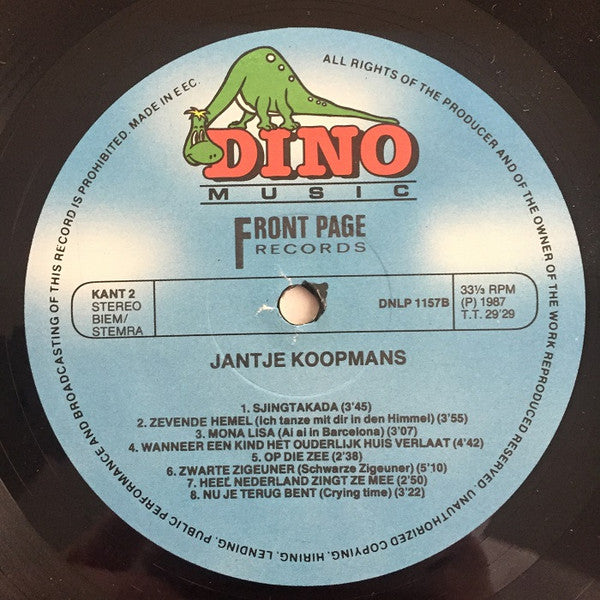 DINO
MUSIC
FRONT PAGE
RECORDS
KANT 2
STEREO
BIEM/
STEMRA
DNLP 1157B
33⅓ RPM
(P) 1987
T.T. 29'29
JANTJE KOOPMANS
1. SJINGTAKADA (3'45)
2. ZEVENDE HEMEL (Ich tanze mit dir in den Himmel) (3'55)
3. MONA LISA (Ai ai in Barcelona) (3'07)
4. WANNEER EEN KIND HET OUDERLIJK HUIS VERLAAT (4'42)
5. OP DIE ZEE (2'38)
6. ZWARTE ZIGEUNER (Schwarze Zigeuner) (5'10)
7. HEEL NEDERLAND ZINGT ZE MEE (2'50)
8. NU JE TERUG BENT (Crying time) (3'22)
ALL RIGHTS OF THE PRODUCER AND OF THE OWNER OF THE WORK REPRODUCED RESERVED. UNAUTHORIZED COPYING, HIRING, LENDING, PUBLIC PERFORMANCE AND BROADCASTING OF THIS RECORD IS PROHIBITED. MADE IN EEC.